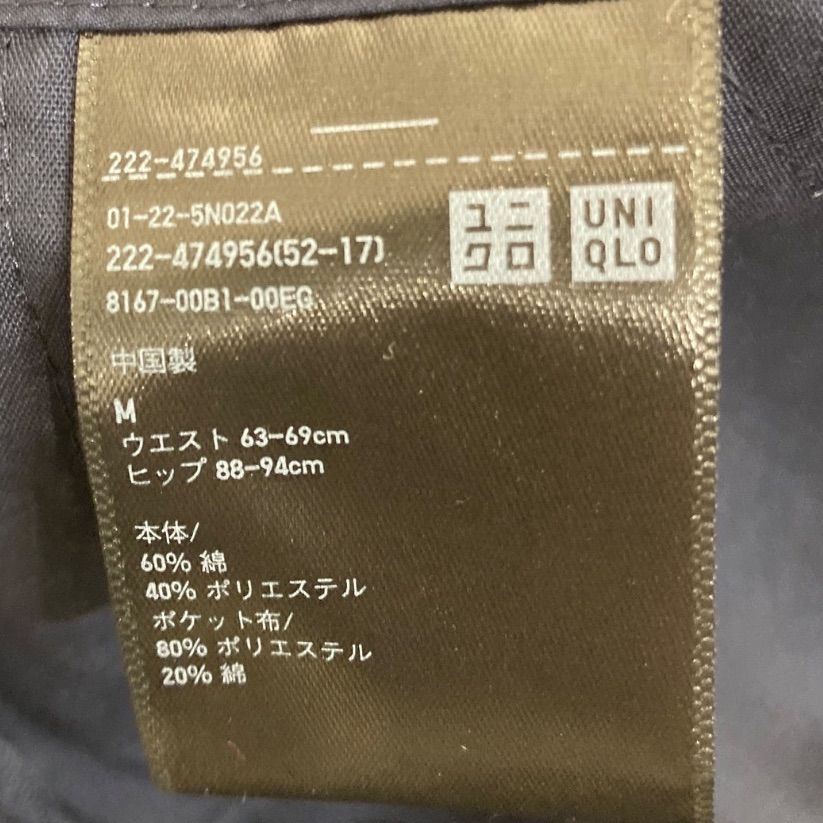 222-474956
01-22-5N022A
222-474956(52-17)
8167-00B1-00EG
ユニ
クロ
UNI
QLO
中国製
M
ウエスト 63-69cm
ヒップ 88-94cm
本体/
60% 綿
40% ポリエステル
ポケット布/
80% ポリエステル
20% 綿